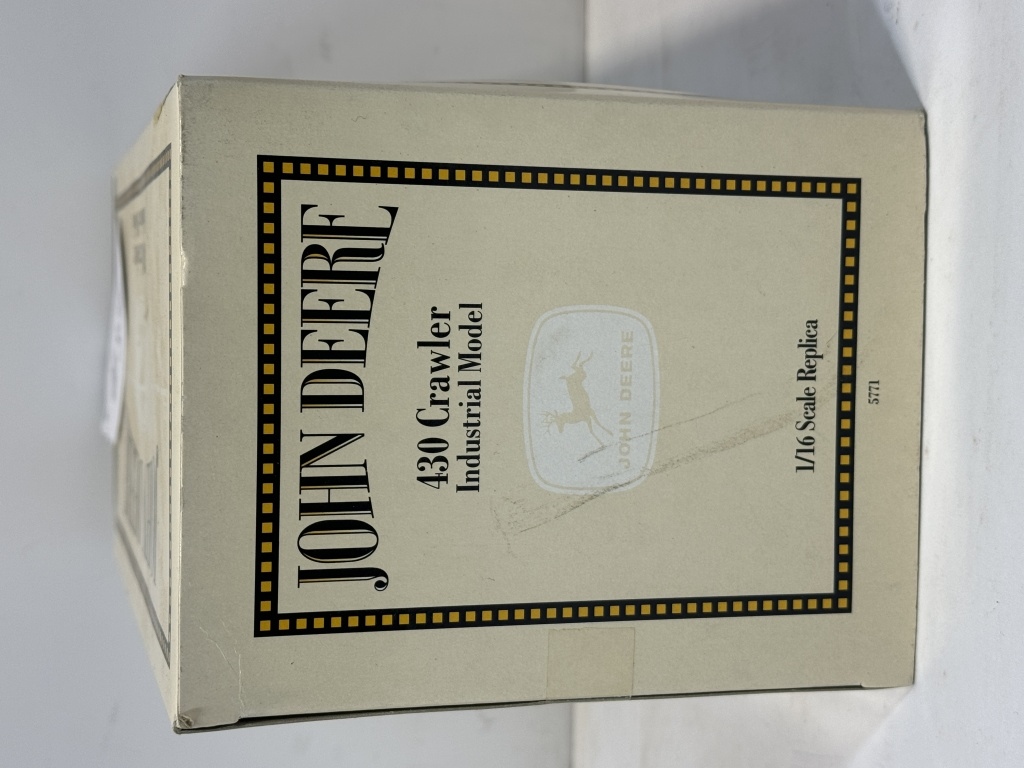 JOHN DEERE
430 Crawler
Industrial Model
JOHN DEERE
1/16 Scale Replica
5771